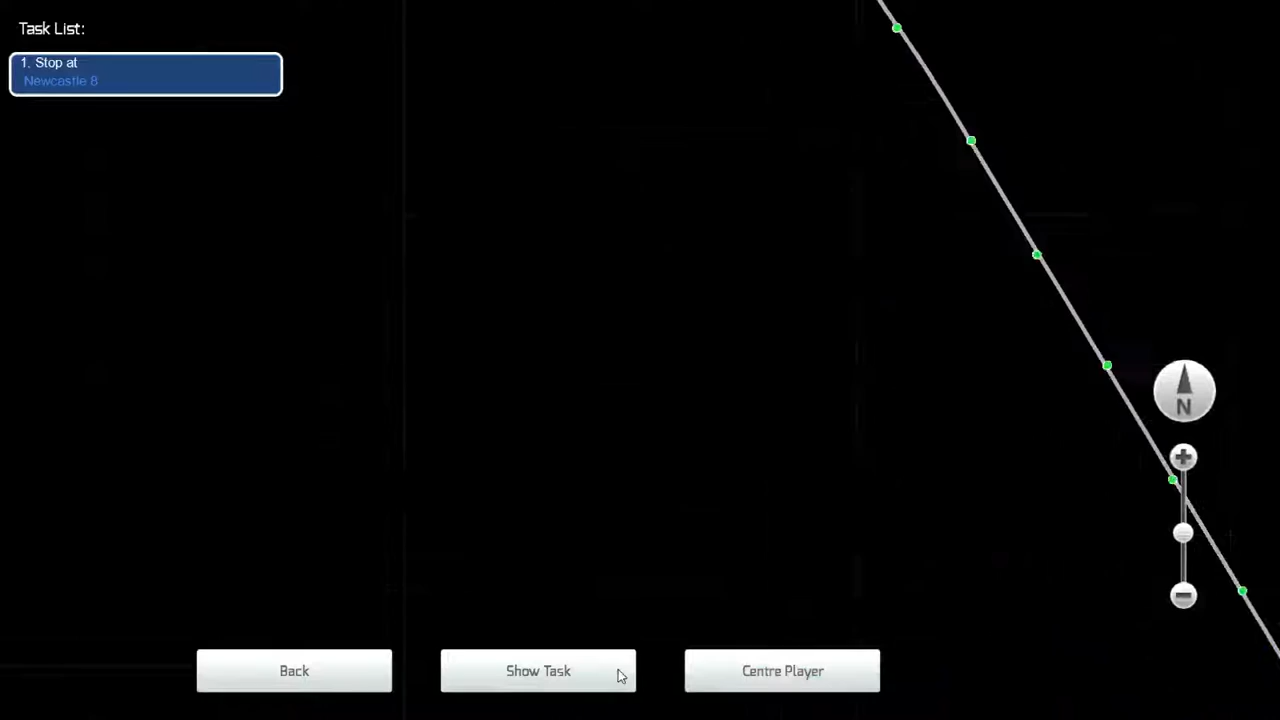 Task List:
1. Stop at
Newcastle 8
N
Back
Show Task
Centre Player